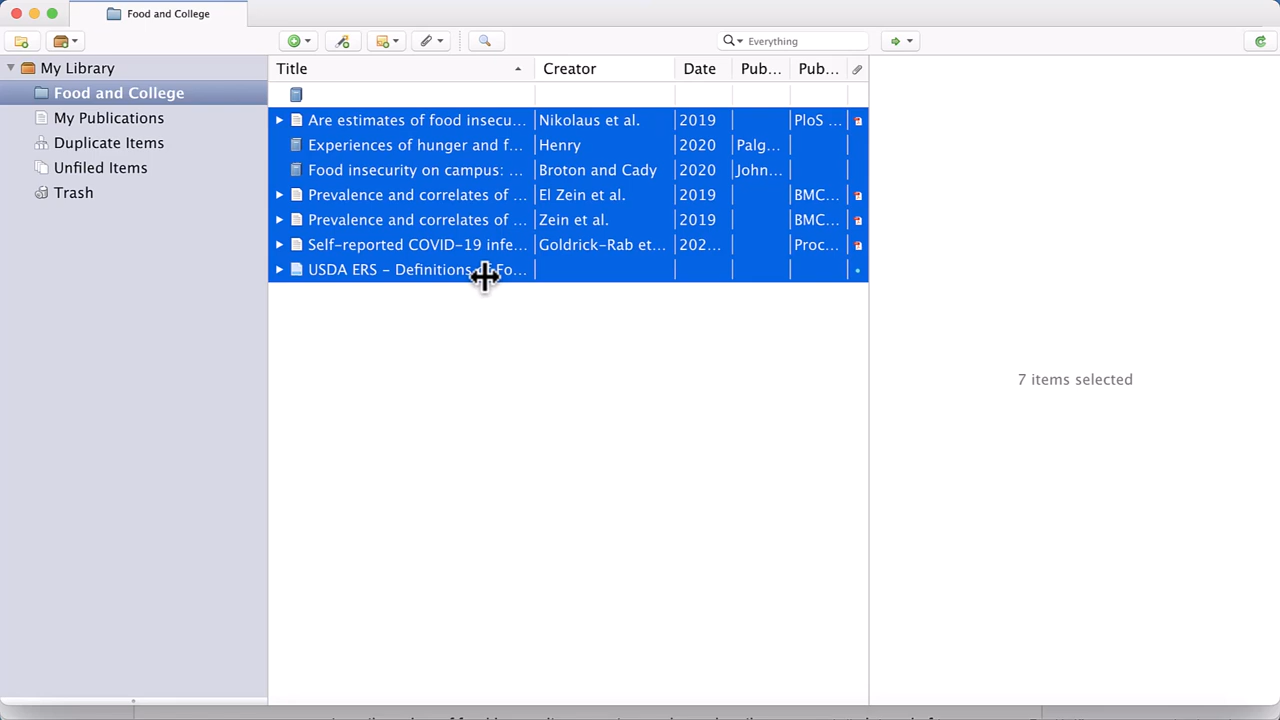 Food and College
Everything
My Library
Food and College
My Publications
Duplicate Items
Unfiled Items
Trash
Title Creator Date Pub... Pub...
Are estimates of food insecu... Nikolaus et al. 2019 PloS ...
Experiences of hunger and f... Henry 2020 Palg...
Food insecurity on campus: ... Broton and Cady 2020 John...
Prevalence and correlates of ... El Zein et al. 2019 BMC...
Prevalence and correlates of ... Zein et al. 2019 BMC...
Self-reported COVID-19 infe... Goldrick-Rab et... 202... Proc...
USDA ERS - Definitions Fo...
7 items selected